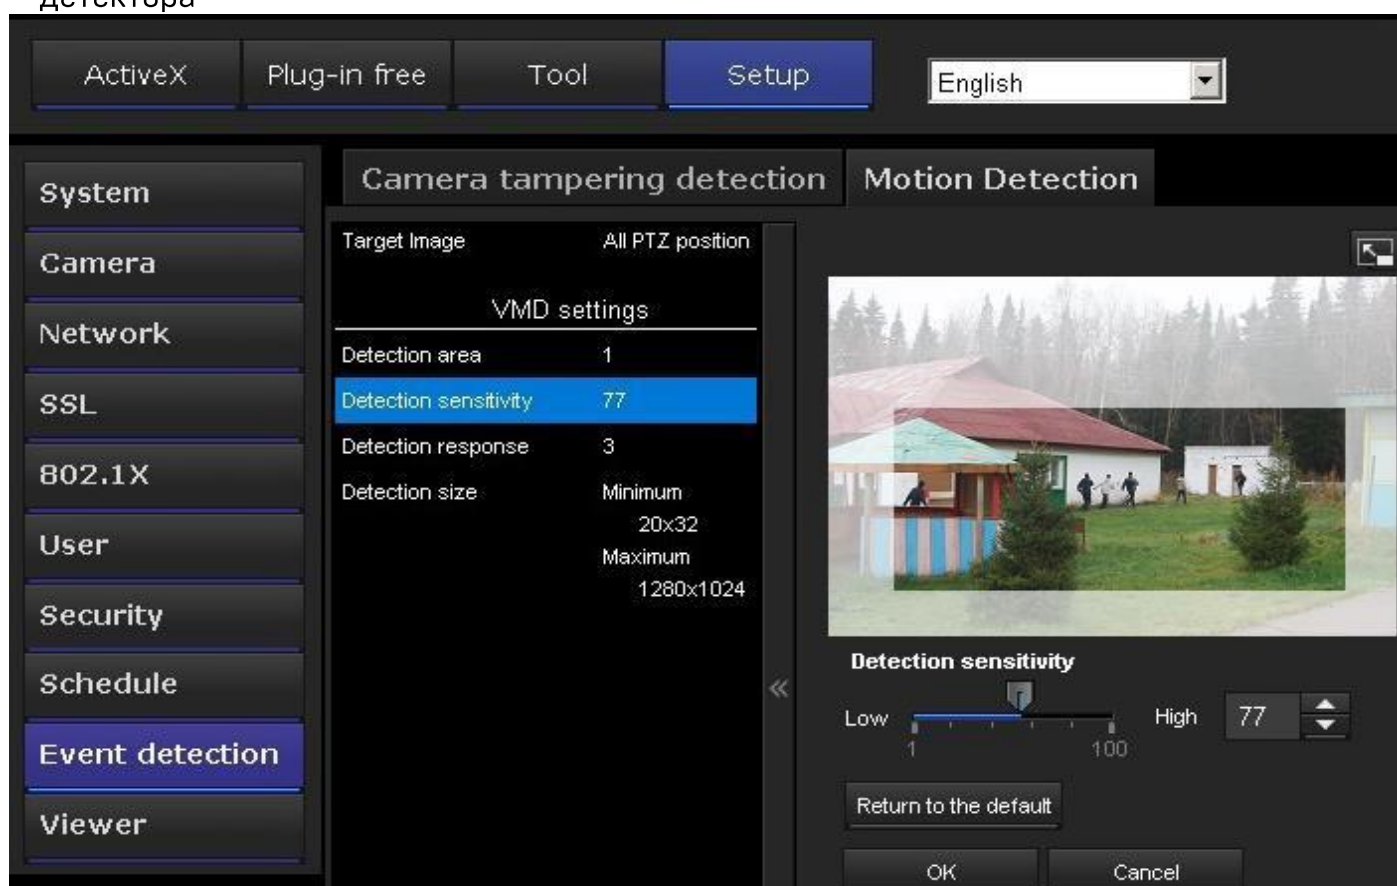 детектора
ActiveX Plug-in free Tool Setup English
Camera tampering detection Motion Detection
System
Camera
Network
SSL
802.1X
User
Security
Schedule
Event detection
Viewer
Target Image All PTZ position
VMD settings
Detection area 1
Detection sensitivity 77
Detection response 3
Detection size Minimum
20x32
Maximum
1280x1024
«
Detection sensitivity
Low High 77
1 100
Return to the default
OK Cancel